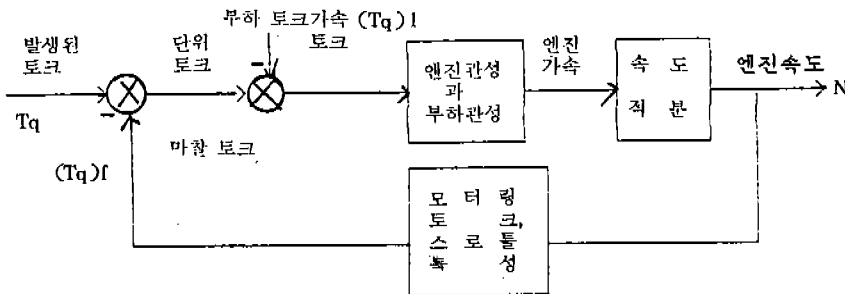 부하 토크가속 (Tq) l
토크
발생된
토크
단위
토크
엔진
가속
엔진관성
과
부하관성
속 도
적 분
엔진속도
N
Tq
마찰 토크
(Tq)f
모 터 링
토 크,
스 로 틀
특 성